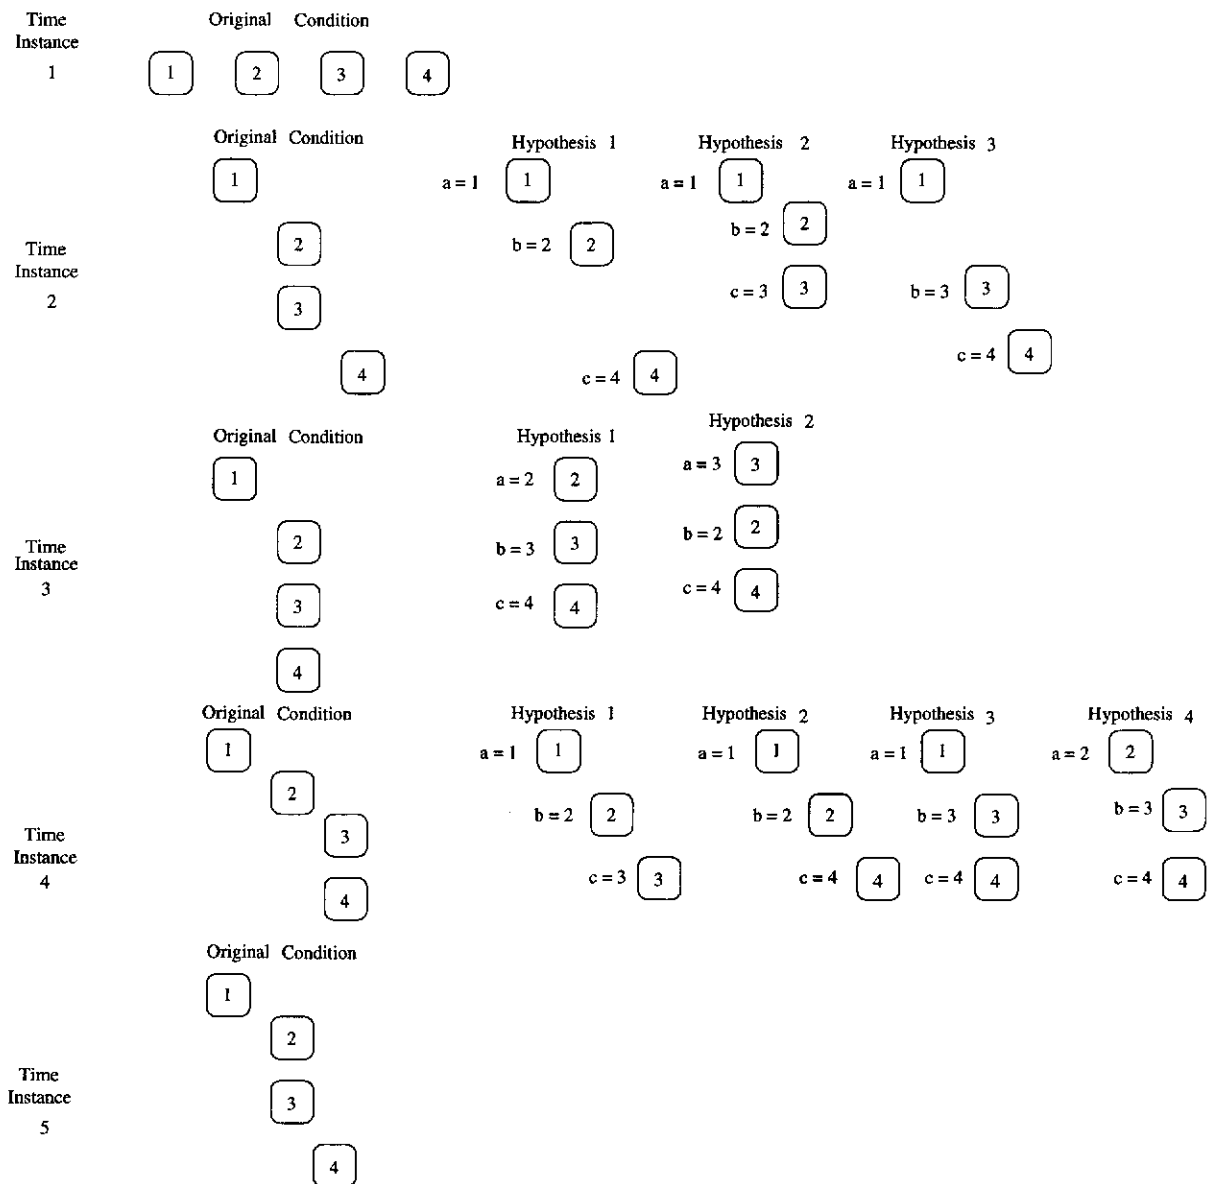 Time
Instance
1
Original Condition
1 2 3 4
Time
Instance
2
Original Condition
1
2
3
4
Hypothesis 1
a = 1 1
b = 2 2
c = 4 4
Hypothesis 2
a = 1 1
b = 2 2
c = 3 3
Hypothesis 3
a = 1 1
b = 3 3
c = 4 4
Time
Instance
3
Original Condition
1
2
3
4
Hypothesis 1
a = 2 2
b = 3 3
c = 4 4
Hypothesis 2
a = 3 3
b = 2 2
c = 4 4
Time
Instance
4
Original Condition
1
2
3
4
Hypothesis 1
a = 1 1
b = 2 2
c = 3 3
Hypothesis 2
a = 1 1
b = 2 2
c = 4 4
Hypothesis 3
a = 1 1
b = 3 3
c = 4 4
Hypothesis 4
a = 2 2
b = 3 3
c = 4 4
Time
Instance
5
Original Condition
1
2
3
4